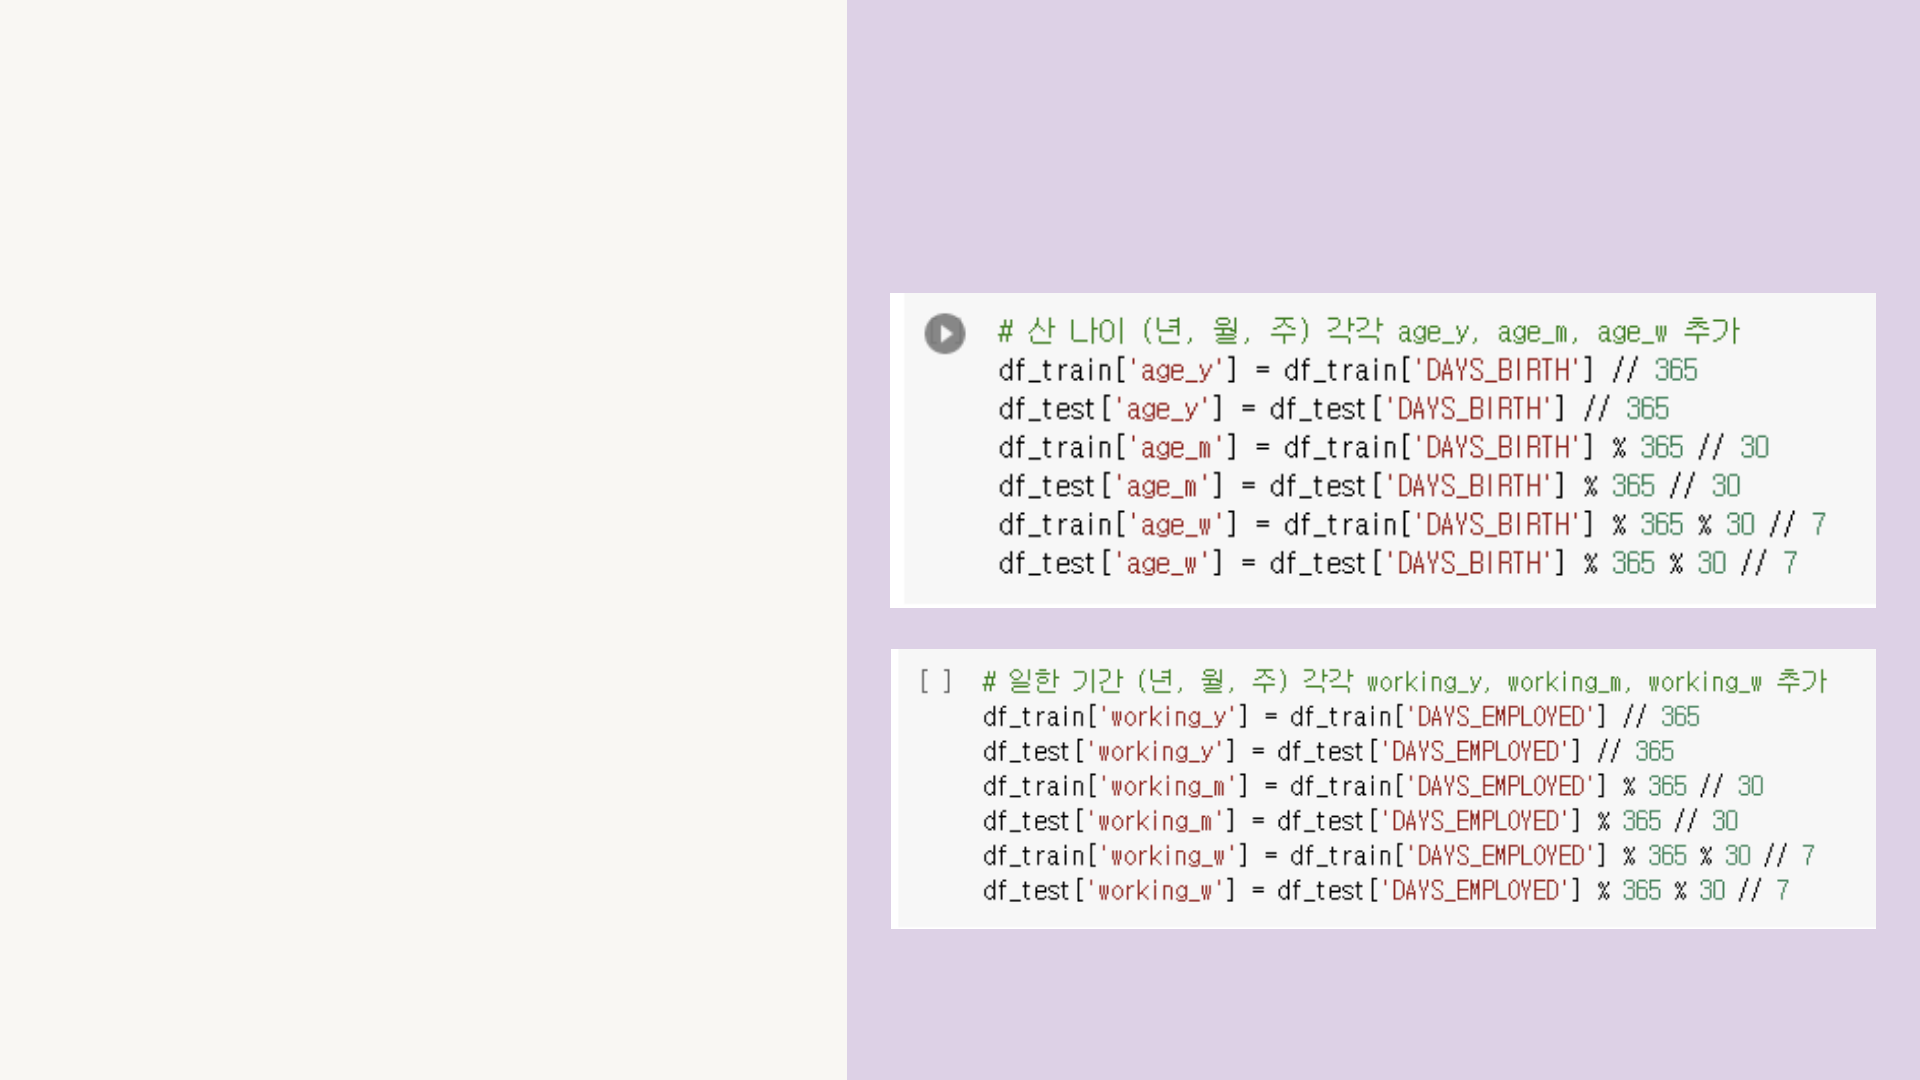 # 산 나이 (년, 월, 주) 각각 age_y, age_m, age_w 추가
df_train['age_y'] = df_train['DAYS_BIRTH'] // 365
df_test['age_y'] = df_test['DAYS_BIRTH'] // 365
df_train['age_m'] = df_train['DAYS_BIRTH'] % 365 // 30
df_test['age_m'] = df_test['DAYS_BIRTH'] % 365 // 30
df_train['age_w'] = df_train['DAYS_BIRTH'] % 365 % 30 // 7
df_test['age_w'] = df_test['DAYS_BIRTH'] % 365 % 30 // 7
[ ] # 일한 기간 (년, 월, 주) 각각 working_y, working_m, working_w 추가
df_train['working_y'] = df_train['DAYS_EMPLOYED'] // 365
df_test['working_y'] = df_test['DAYS_EMPLOYED'] // 365
df_train['working_m'] = df_train['DAYS_EMPLOYED'] % 365 // 30
df_test['working_m'] = df_test['DAYS_EMPLOYED'] % 365 // 30
df_train['working_w'] = df_train['DAYS_EMPLOYED'] % 365 % 30 // 7
df_test['working_w'] = df_test['DAYS_EMPLOYED'] % 365 % 30 // 7